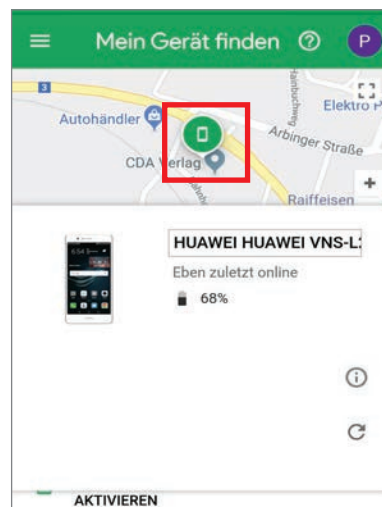 Mein Gerät finden
P
3
Hainbuchweg
Elektro
Autohändler
Arbinger Straße
CDA Verlag
Raiffeisen
HUAWEI HUAWEI VNS-L
Eben zuletzt online
68%
AKTIVIEREN